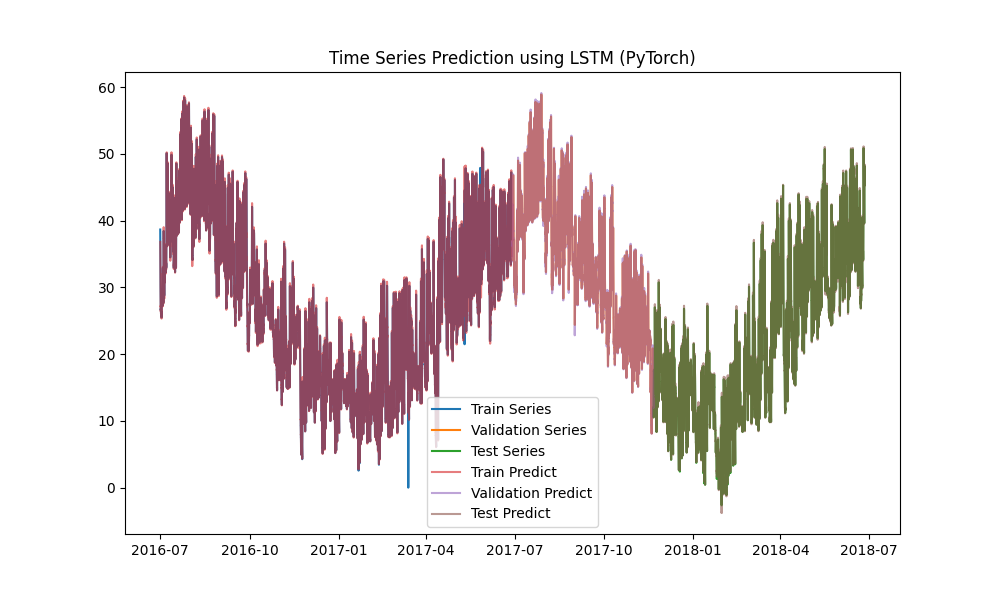 Time Series Prediction using LSTM (PyTorch)
60
50
40
30
20
10
0
Train Series
Validation Series
Test Series
Train Predict
Validation Predict
Test Predict
2016-07 2016-10 2017-01 2017-04 2017-07 2017-10 2018-01 2018-04 2018-07